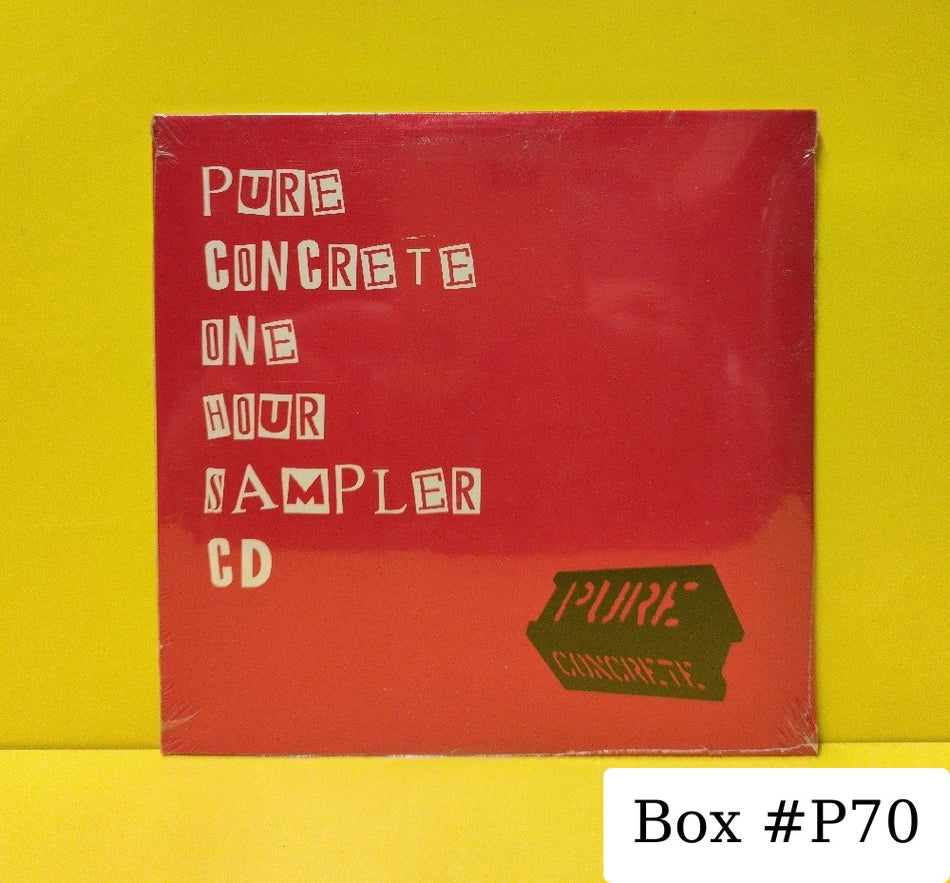 PURE
CONCRETE
ONE
HOUR
SAMPLER
CD
PURE
CONCRETE
Box #P70